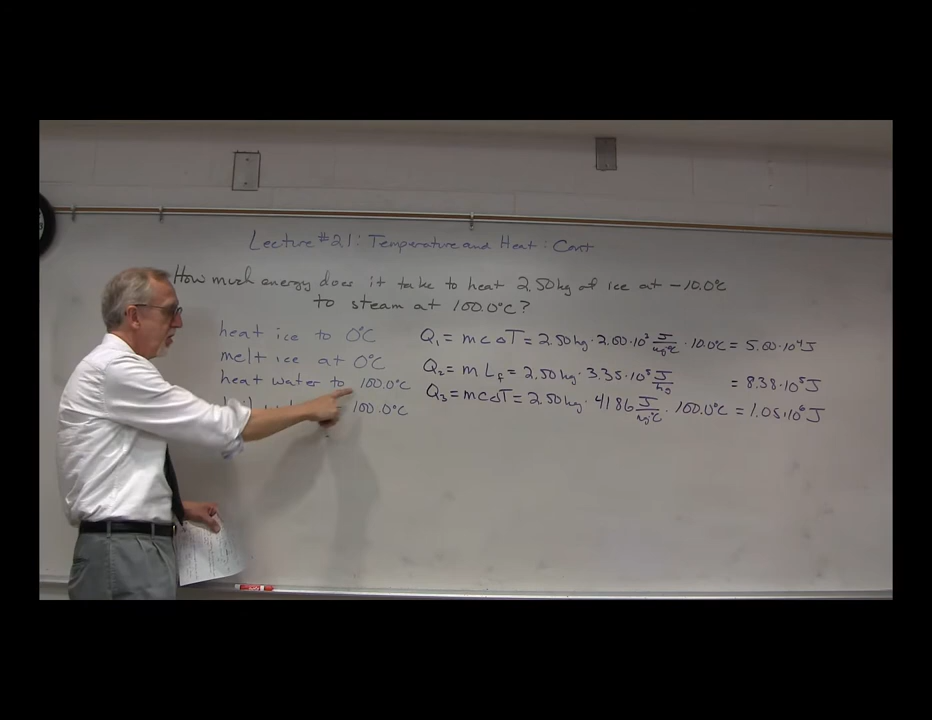 Lecture #21: Temperature and Heat: Cont
How much energy does it take to heat 2.50kg of ice at -10.0°C
to steam at 100.0°C?
heat ice to 0°C
melt ice at 0°C
heat water to 100.0°C
100.0°C
Q₁ = mcΔT = 2.50kg · 2.00·10³ J/kg°C · 10.0°C = 5.00·10⁴J
Q₂ = m L_f = 2.50kg · 3.35·10⁵ J/kg = 8.38·10⁵J
Q₃ = mcΔT = 2.50kg · 4186 J/kg°C · 100.0°C = 1.05·10⁶J